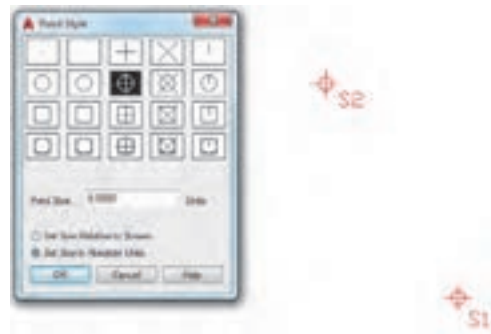 Point Style
Point Size: Units
Set Size Relative to Screen
Set Size in Absolute Units
OK Cancel Help
S2
S1